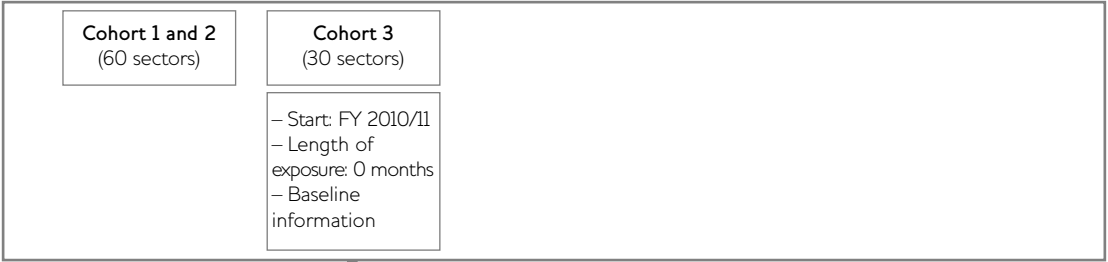 Cohort 1 and 2
(60 sectors)
Cohort 3
(30 sectors)
– Start: FY 2010/11
– Length of
exposure: 0 months
– Baseline
information